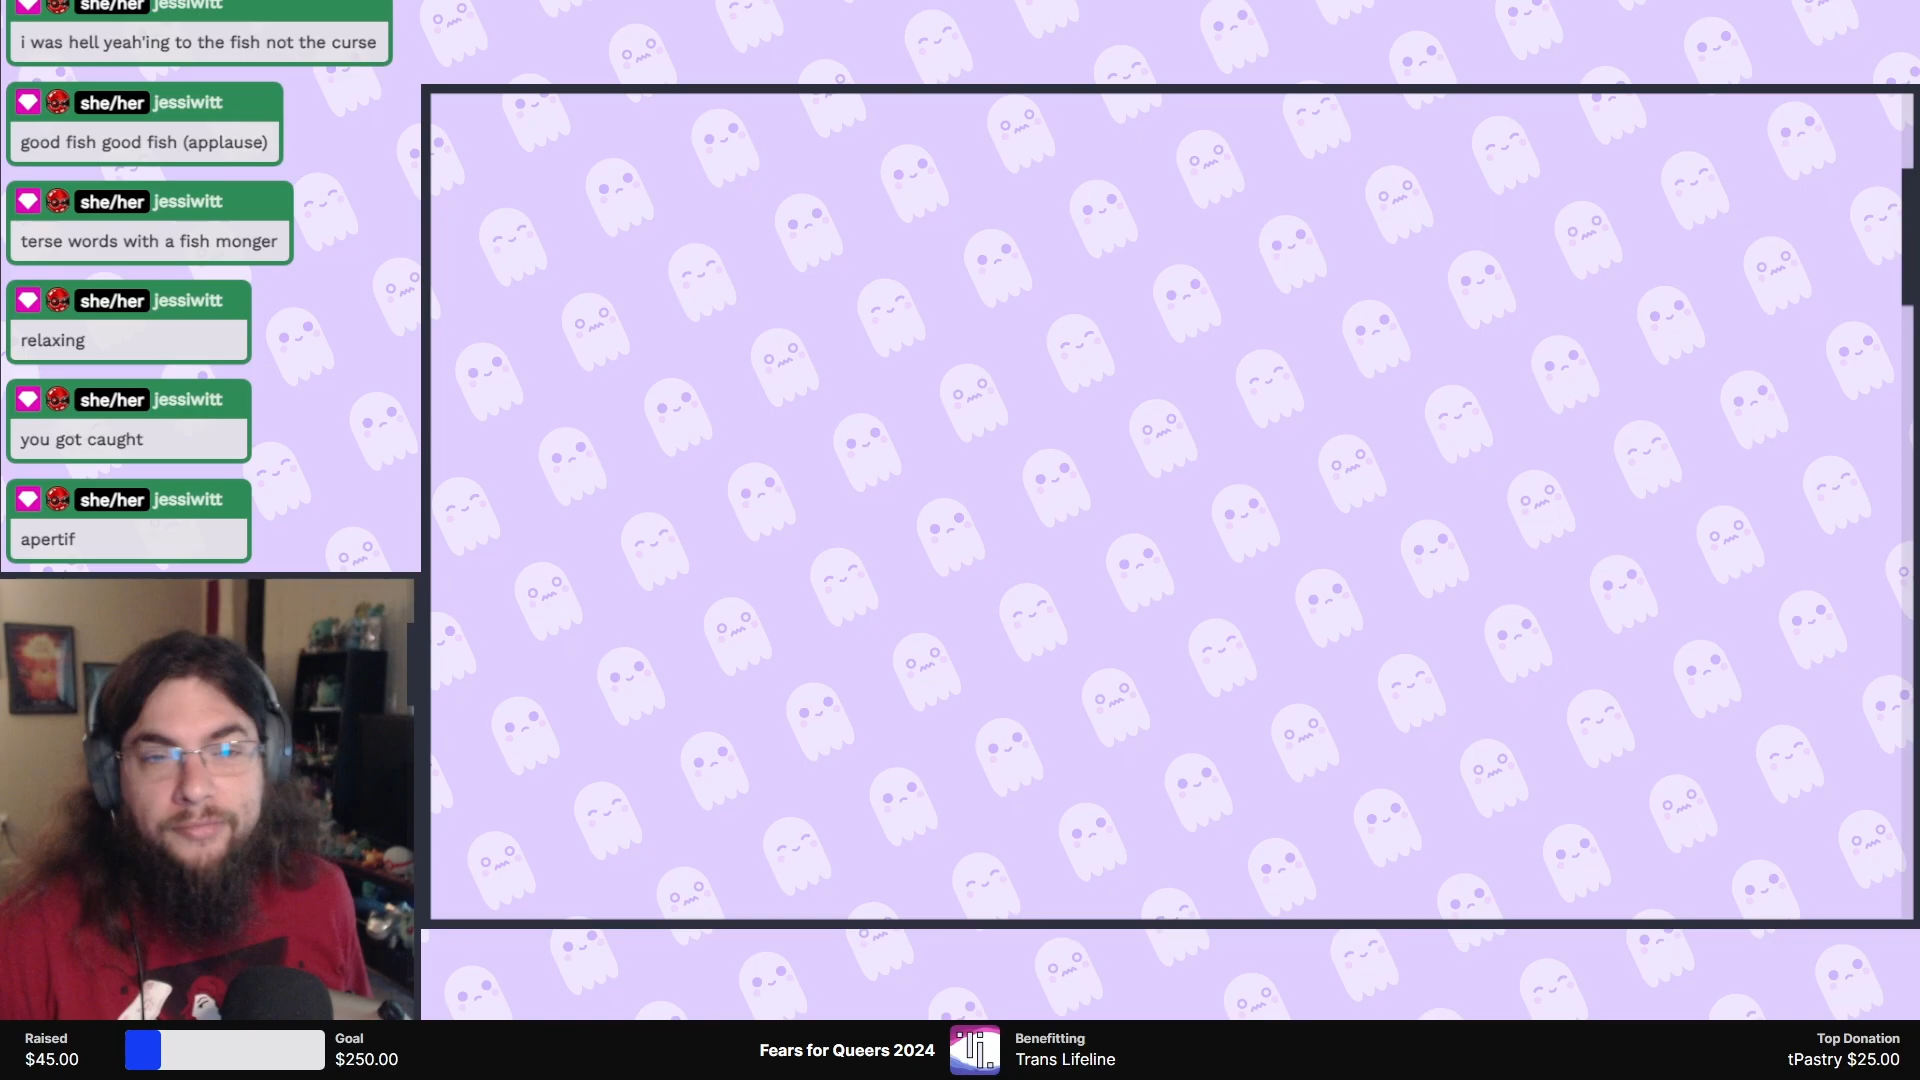 she/her jessiwitt
i was hell yeah'ing to the fish not the curse
she/her jessiwitt
good fish good fish (applause)
she/her jessiwitt
terse words with a fish monger
she/her jessiwitt
relaxing
she/her jessiwitt
you got caught
she/her jessiwitt
apertif
Raised
$45.00
Goal
$250.00
Fears for Queers 2024
Benefitting
Trans Lifeline
Top Donation
tPastry $25.00